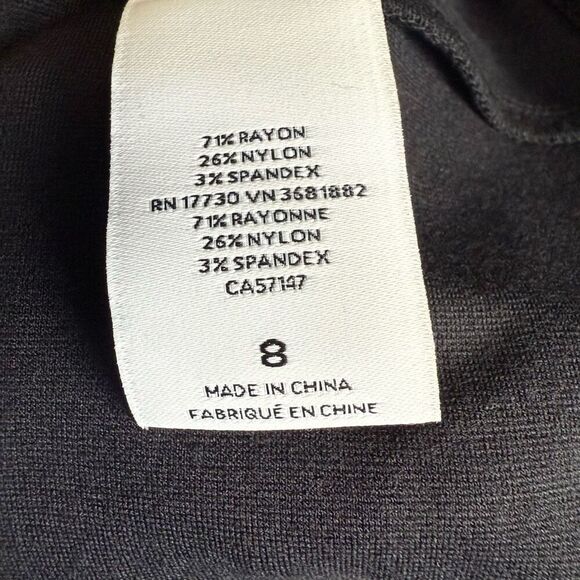 71% RAYON
26% NYLON
3% SPANDEX
RN 17730 VN 3681882
71% RAYONNE
26% NYLON
3% SPANDEX
CA57147
8
MADE IN CHINA
FABRIQUÉ EN CHINE